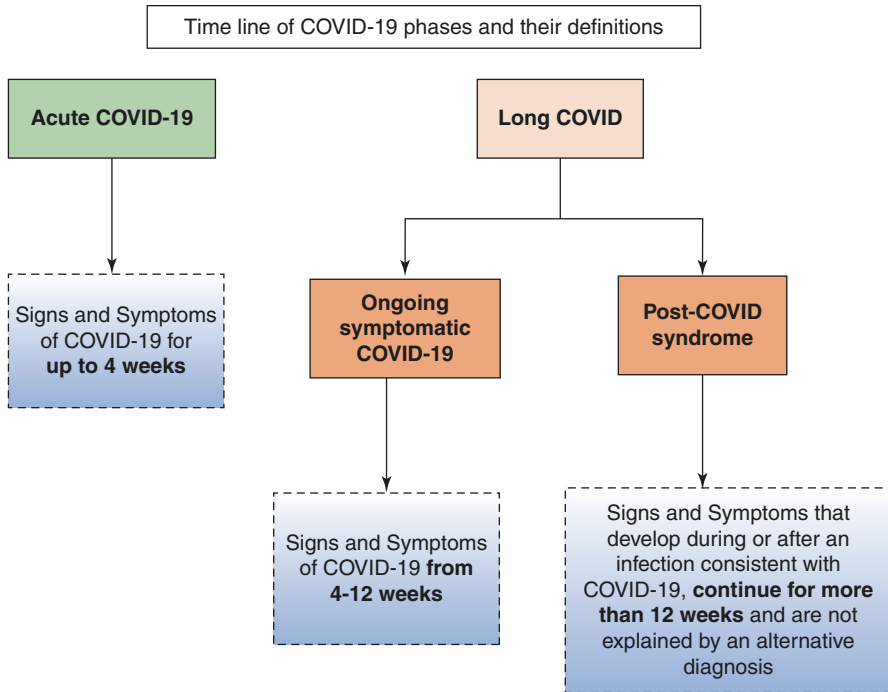 Time line of COVID-19 phases and their definitions
Acute COVID-19
Long COVID
Signs and Symptoms
of COVID-19 for
up to 4 weeks
Ongoing
symptomatic
COVID-19
Post-COVID
syndrome
Signs and Symptoms
of COVID-19 from
4-12 weeks
Signs and Symptoms that
develop during or after an
infection consistent with
COVID-19, continue for more
than 12 weeks and are not
explained by an alternative
diagnosis